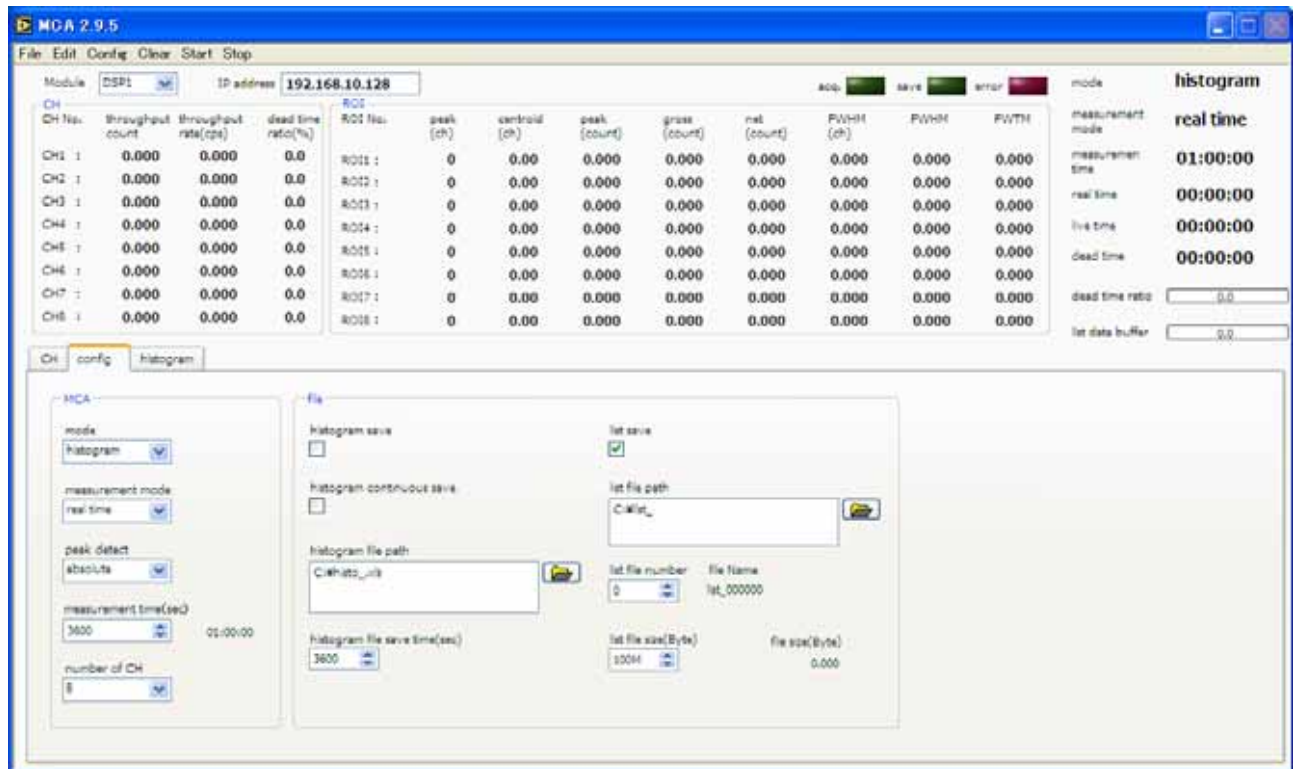 MCA 2.9.5
File Edit Config Clear Start Stop
Module DSP1 IP address 192.168.10.128 acq. save error mode histogram
CH ROI
CH No. throughput count throughput rate(cps) dead time ratio(%) ROI No. peak (ch) centroid (ch) peak (count) gross (count) net (count) FWHM (ch) FWHM FWTM measurement mode real time
CH1 : 0.000 0.000 0.0 ROI1 : 0 0.00 0.000 0.000 0.000 0.000 0.000 0.000 measuremen time 01:00:00
CH2 : 0.000 0.000 0.0 ROI2 : 0 0.00 0.000 0.000 0.000 0.000 0.000 0.000
CH3 : 0.000 0.000 0.0 ROI3 : 0 0.00 0.000 0.000 0.000 0.000 0.000 0.000 real time 00:00:00
CH4 : 0.000 0.000 0.0 ROI4 : 0 0.00 0.000 0.000 0.000 0.000 0.000 0.000 live time 00:00:00
CH5 : 0.000 0.000 0.0 ROI5 : 0 0.00 0.000 0.000 0.000 0.000 0.000 0.000 dead time 00:00:00
CH6 : 0.000 0.000 0.0 ROI6 : 0 0.00 0.000 0.000 0.000 0.000 0.000 0.000
CH7 : 0.000 0.000 0.0 ROI7 : 0 0.00 0.000 0.000 0.000 0.000 0.000 0.000 dead time ratio 0.0
CH8 : 0.000 0.000 0.0 ROI8 : 0 0.00 0.000 0.000 0.000 0.000 0.000 0.000
list data buffer 0.0
CH config histogram
MCA
mode
histogram
measurement mode
real time
peak detect
absolute
measurement time(sec)
3600 01:00:00
number of CH
8
file
histogram save
histogram continuous save
histogram file path
C:¥histo_.xls
histogram file save time(sec)
3600
list save
list file path
C:¥list_
list file number file Name
0 list_000000
list file size(Byte) file size(Byte)
100M 0.000